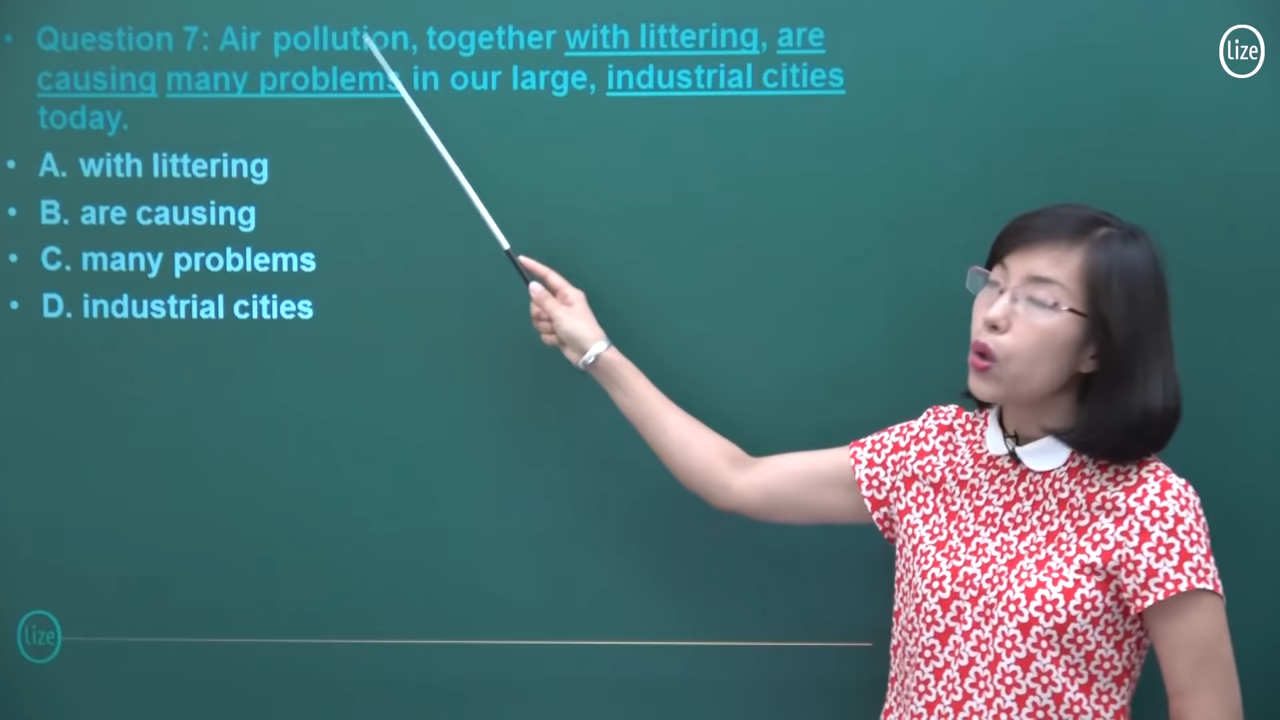 • Question 7: Air pollution, together with littering, are
causing many problems in our large, industrial cities
today.
• A. with littering
• B. are causing
• C. many problems
• D. industrial cities
lize
lize